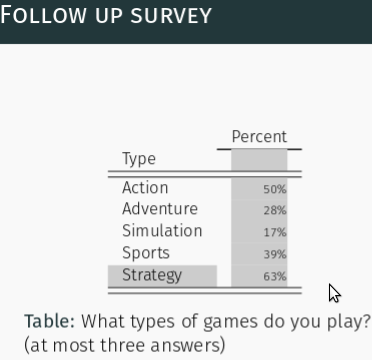 FOLLOW UP SURVEY
Percent
Type
Action 50%
Adventure 28%
Simulation 17%
Sports 39%
Strategy 63%
Table: What types of games do you play?
(at most three answers)